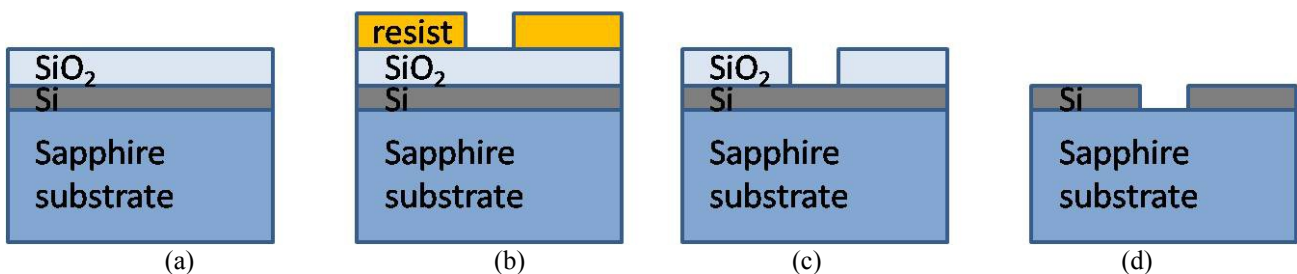 SiO₂
Si
Sapphire
substrate
(a)
resist
SiO₂
Si
Sapphire
substrate
(b)
SiO₂
Si
Sapphire
substrate
(c)
Si
Sapphire
substrate
(d)